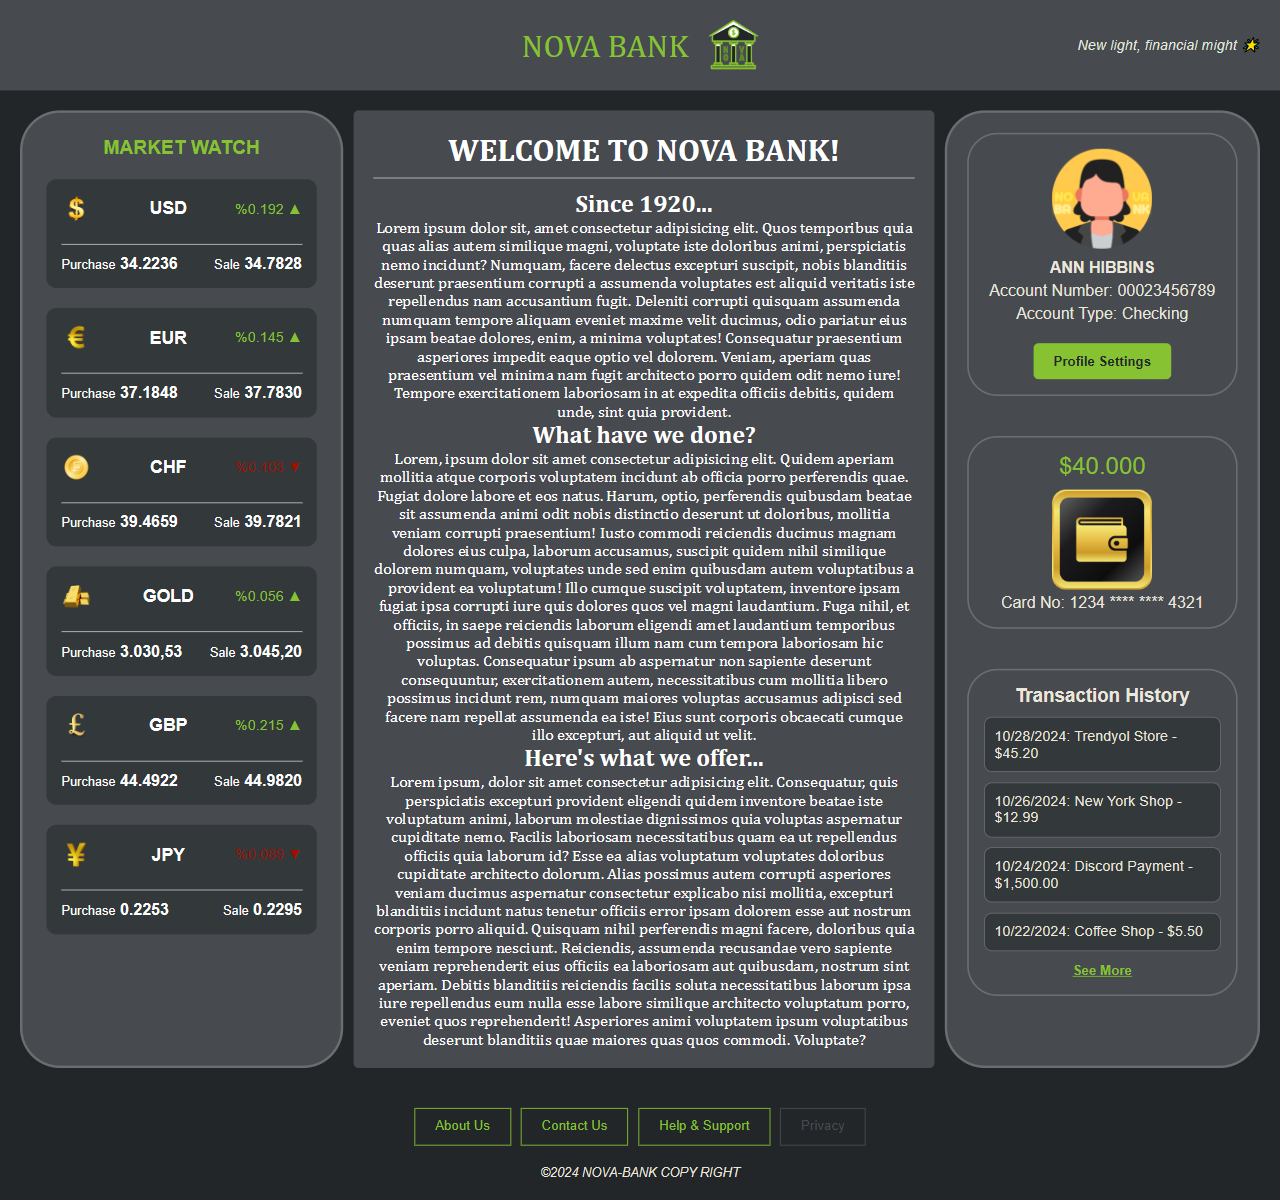 NOVA BANK
New light, financial might
MARKET WATCH
USD
%0.192 ▲
Purchase 34.2236
Sale 34.7828
EUR
%0.145 ▲
Purchase 37.1848
Sale 37.7830
CHF
%0.103 ▼
Purchase 39.4659
Sale 39.7821
GOLD
%0.056 ▲
Purchase 3.030,53
Sale 3.045,20
GBP
%0.215 ▲
Purchase 44.4922
Sale 44.9820
JPY
%0.089 ▼
Purchase 0.2253
Sale 0.2295
WELCOME TO NOVA BANK!
Since 1920...
Lorem ipsum dolor sit, amet consectetur adipisicing elit. Quos temporibus quia
quas alias autem similique magni, voluptate iste doloribus animi, perspiciatis
nemo incidunt? Numquam, facere delectus excepturi suscipit, nobis blanditiis
deserunt praesentium corrupti a assumenda voluptates est aliquid veritatis iste
repellendus nam accusantium fugit. Deleniti corrupti quisquam assumenda
numquam tempore aliquam eveniet maxime velit ducimus, odio pariatur eius
ipsam beatae dolores, enim, a minima voluptates! Consequatur praesentium
asperiores impedit eaque optio vel dolorem. Veniam, aperiam quas
praesentium vel minima nam fugit architecto porro quidem odit nemo iure!
Tempore exercitationem laboriosam in at expedita officiis debitis, quidem
unde, sint quia provident.
What have we done?
Lorem, ipsum dolor sit amet consectetur adipisicing elit. Quidem aperiam
mollitia atque corporis voluptatem incidunt ab officia porro perferendis quae.
Fugiat dolore labore et eos natus. Harum, optio, perferendis quibusdam beatae
sit assumenda animi odit nobis distinctio deserunt ut doloribus, mollitia
veniam corrupti praesentium! Iusto commodi reiciendis ducimus magnam
dolores eius culpa, laborum accusamus, suscipit quidem nihil similique
dolorem numquam, voluptates unde sed enim quibusdam autem voluptatibus a
provident ea voluptatum! Illo cumque suscipit voluptatem, inventore ipsam
fugiat ipsa corrupti iure quis dolores quos vel magni laudantium. Fuga nihil, et
officiis, in saepe reiciendis laborum eligendi amet laudantium temporibus
possimus ad debitis quisquam illum nam cum tempora laboriosam hic
voluptas. Consequatur ipsum ab aspernatur non sapiente deserunt
consequuntur, exercitationem autem, necessitatibus cum mollitia libero
possimus incidunt rem, numquam maiores voluptas accusamus adipisci sed
facere nam repellat assumenda ea iste! Eius sunt corporis obcaecati cumque
illo excepturi, aut aliquid ut velit.
Here's what we offer...
Lorem ipsum, dolor sit amet consectetur adipisicing elit. Consequatur, quis
perspiciatis excepturi provident eligendi quidem inventore beatae iste
voluptatum animi, laborum molestiae dignissimos quia voluptas aspernatur
cupiditate nemo. Facilis laboriosam necessitatibus quam ea ut repellendus
officiis quia laborum id? Esse ea alias voluptatum voluptates doloribus
cupiditate architecto dolorum. Alias possimus autem corrupti asperiores
veniam ducimus aspernatur consectetur explicabo nisi mollitia, excepturi
blanditiis incidunt natus tenetur officiis error ipsam dolorem esse aut nostrum
corporis porro aliquid. Quisquam nihil perferendis magni facere, doloribus quia
enim tempore nesciunt. Reiciendis, assumenda recusandae vero sapiente
veniam reprehenderit eius officiis ea laboriosam aut quibusdam, nostrum sint
aperiam. Debitis blanditiis reiciendis facilis soluta necessitatibus laborum ipsa
iure repellendus eum nulla esse labore similique architecto voluptatum porro,
eveniet quos reprehenderit! Asperiores animi voluptatem ipsum voluptatibus
deserunt blanditiis quae maiores quas quos commodi. Voluptate?
NO VA
BA NK
ANN HIBBINS
Account Number: 00023456789
Account Type: Checking
Profile Settings
$40.000
Card No: 1234 **** **** 4321
Transaction History
10/28/2024: Trendyol Store -
$45.20
10/26/2024: New York Shop -
$12.99
10/24/2024: Discord Payment -
$1,500.00
10/22/2024: Coffee Shop - $5.50
See More
About Us
Contact Us
Help & Support
Privacy
©2024 NOVA-BANK COPY RIGHT